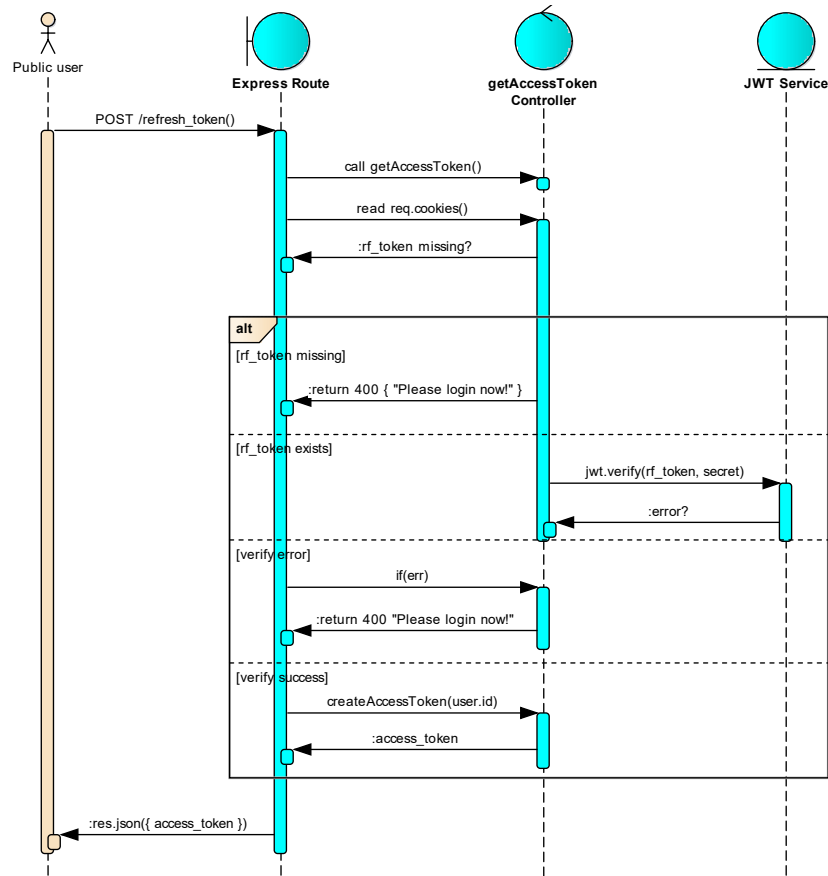 Public user
Express Route
getAccessToken
Controller
JWT Service
POST /refresh_token()
call getAccessToken()
read req.cookies()
:rf_token missing?
alt
[rf_token missing]
:return 400 { "Please login now!" }
[rf_token exists]
jwt.verify(rf_token, secret)
:error?
[verify error]
if(err)
:return 400 "Please login now!"
[verify success]
createAccessToken(user.id)
:access_token
:res.json({ access_token })